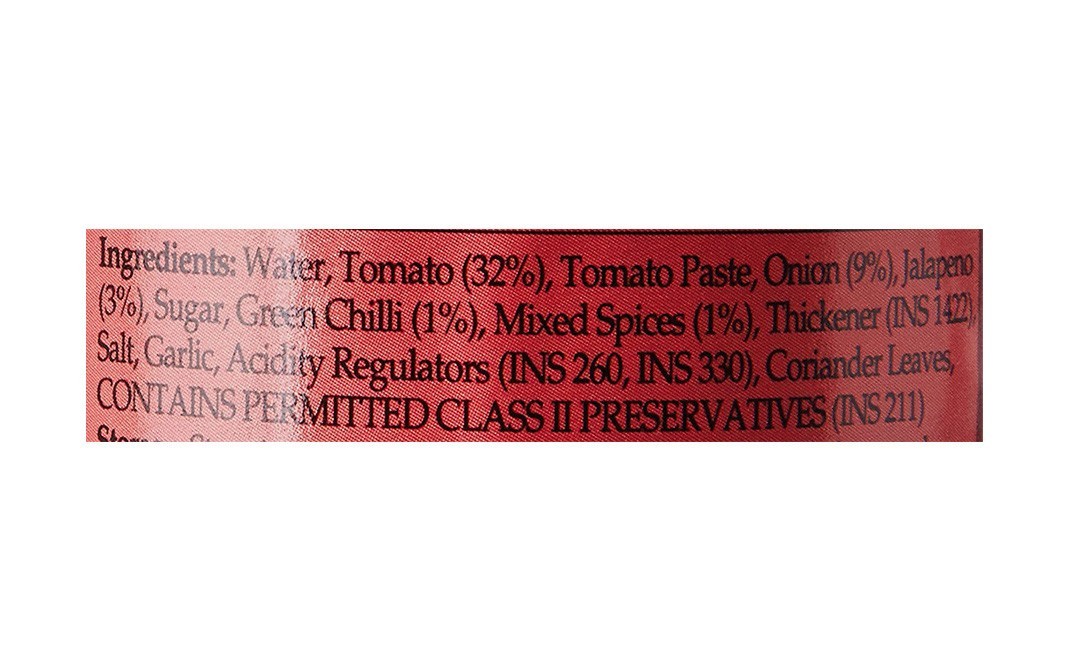 Ingredients: Water, Tomato (32%), Tomato Paste, Onion (9%), Jalapeno
(3%), Sugar, Green Chilli (1%), Mixed Spices (1%), Thickener (INS 1422),
Salt, Garlic, Acidity Regulators (INS 260, INS 330), Coriander Leaves,
CONTAINS PERMITTED CLASS II PRESERVATIVES (INS 211)